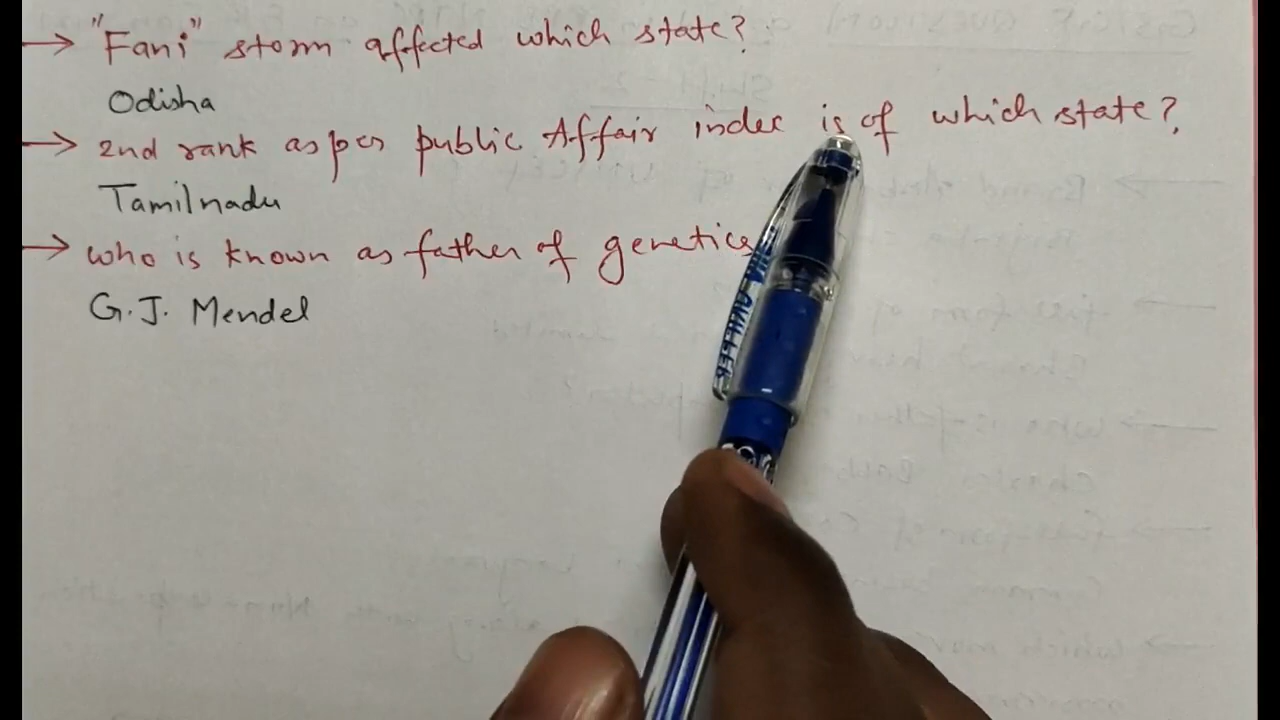 → "Fani" storm affected which state?
Odisha
→ 2nd rank as per public Affair index is of which state?
Tamilnadu
→ who is known as father of genetics
G.J. Mendel